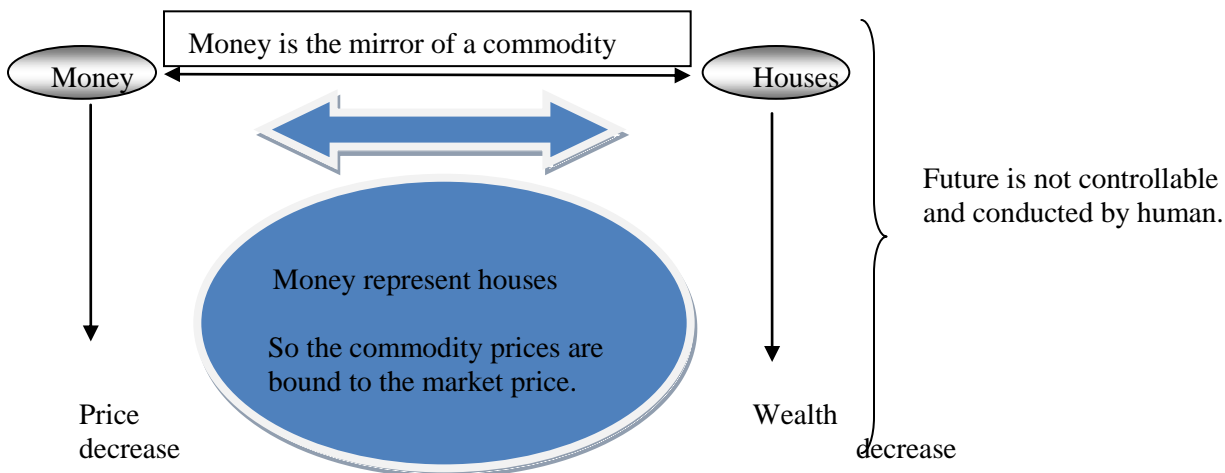 Money is the mirror of a commodity
Money
Houses
Future is not controllable
and conducted by human.
Money represent houses
So the commodity prices are
bound to the market price.
Price
decrease
Wealth
decrease